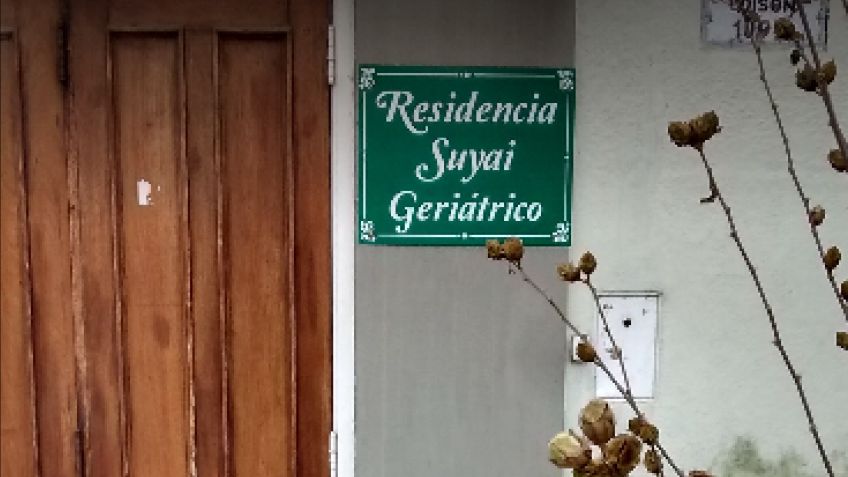 Residencia
Suyai
Geriátrico